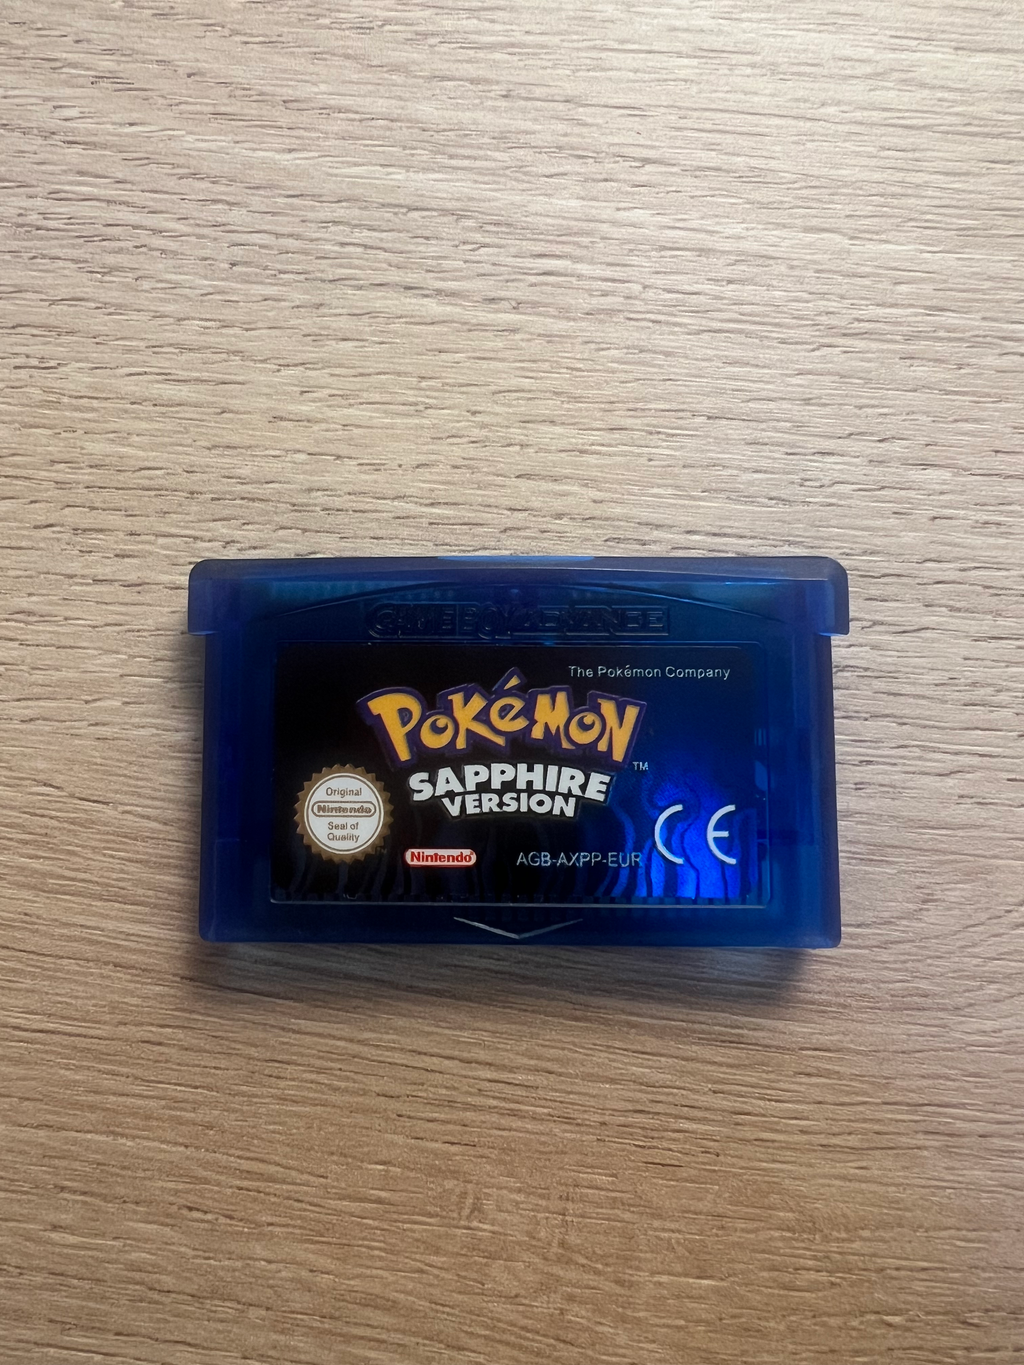 GAME BOY ADVANCE
The Pokémon Company
POKéMON
TM
SAPPHIRE
VERSION
Original
Nintendo
Seal of
Quality
Nintendo®
AGB-AXPP-EUR
CE